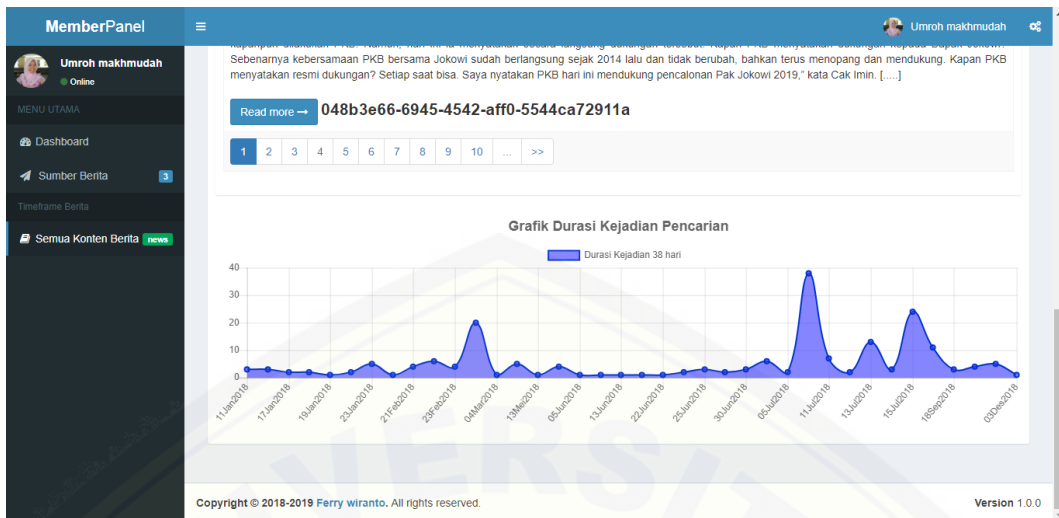 MemberPanel
Umroh makhmudah
Umroh makhmudah
Online
MENU UTAMA
Dashboard
Sumber Berita 3
Timeframe Berita
Semua Konten Berita news
Sebenarnya kebersamaan PKB bersama Jokowi sudah berlangsung sejak 2014 lalu dan tidak berubah, bahkan terus menopang dan mendukung. Kapan PKB
menyatakan resmi dukungan? Setiap saat bisa. Saya nyatakan PKB hari ini mendukung pencalonan Pak Jokowi 2019," kata Cak Imin. [.....]
Read more → 048b3e66-6945-4542-aff0-5544ca72911a
1 2 3 4 5 6 7 8 9 10 ... >>
Grafik Durasi Kejadian Pencarian
Durasi Kejadian 38 hari
40
30
20
10
0
11Jan2018 17Jan2018 19Jan2018 23Jan2018 21Feb2018 23Feb2018 04Mar2018 13Mei2018 05Jun2018 13Jun2018 22Jun2018 25Jun2018 30Jun2018 05Jul2018 11Jul2018 13Jul2018 15Jul2018 18Sep2018 03Des2018
Copyright © 2018-2019 Ferry wiranto. All rights reserved.
Version 1.0.0